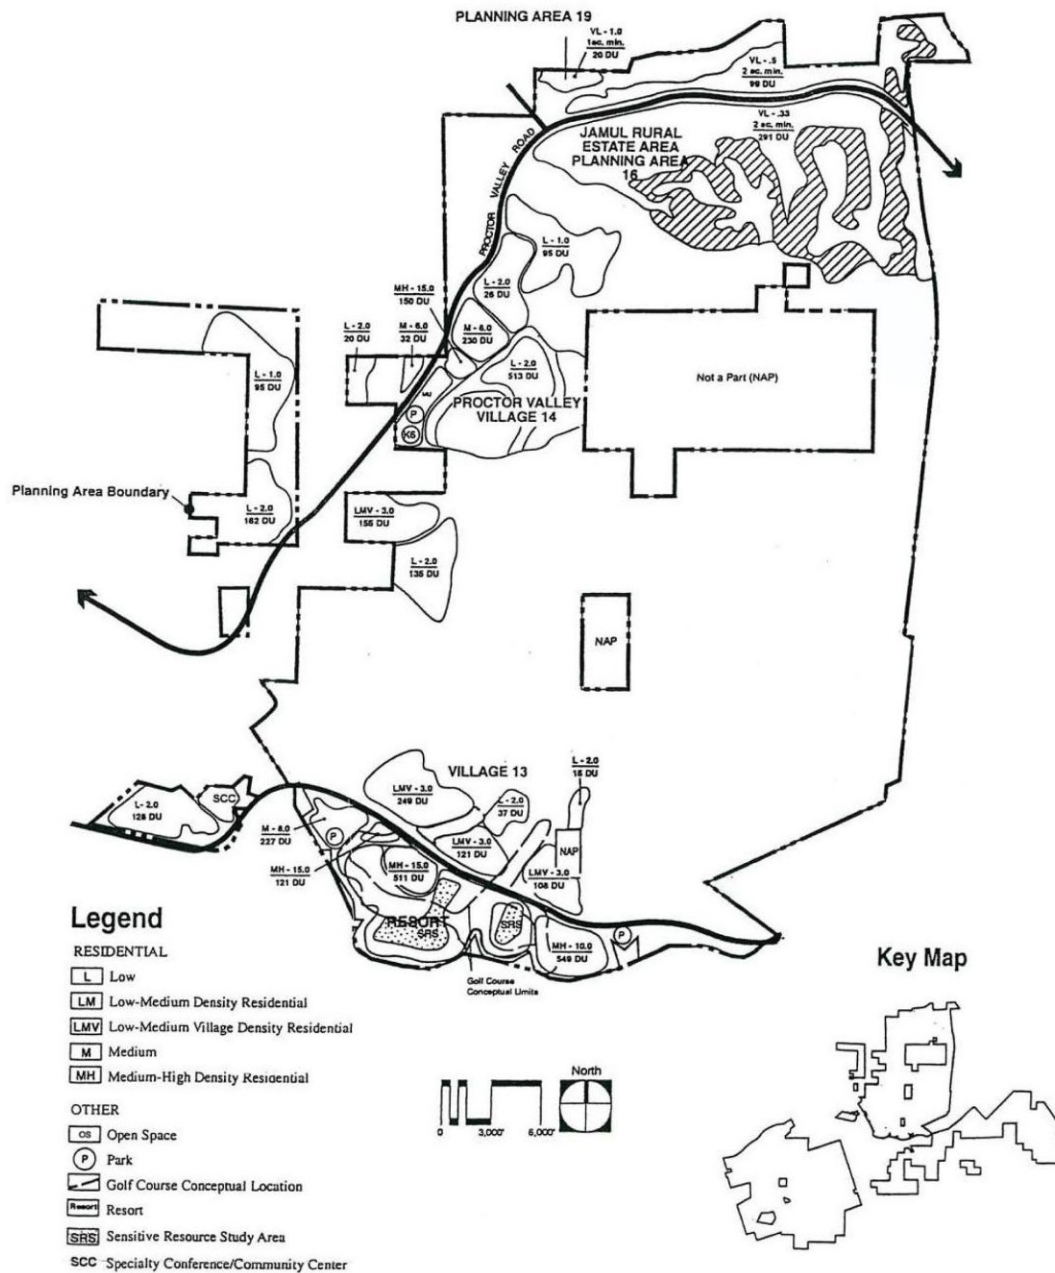 PLANNING AREA 19
VL - 1.0
1ac. min.
20 DU
VL - .5
2 ac. min.
99 DU
VL - .33
2 ac. min.
291 DU
JAMUL RURAL
ESTATE AREA
PLANNING AREA
16
PROCTOR VALLEY ROAD
L - 1.0
95 DU
L - 2.0
26 DU
MH - 15.0
150 DU
L - 2.0
20 DU
M - 6.0
32 DU
M - 6.0
230 DU
L - 2.0
513 DU
MU
L - 1.0
95 DU
Not a Part (NAP)
PROCTOR VALLEY
VILLAGE 14
P
K6
Planning Area Boundary
L - 2.0
162 DU
LMV - 3.0
155 DU
L - 2.0
135 DU
NAP
VILLAGE 13
L - 2.0
15 DU
LMV - 3.0
249 DU
L - 2.0
37 DU
SCC
L - 2.0
128 DU
M - 8.0
227 DU
P
LMV - 3.0
121 DU
NAP
MH - 15.0
121 DU
MH - 15.0
511 DU
LMV - 3.0
108 DU
RESORT
SRS
SRS
P
MH - 10.0
549 DU
Golf Course
Conceptual Limits
Legend
RESIDENTIAL
L Low
LM Low-Medium Density Residential
LMV Low-Medium Village Density Residential
M Medium
MH Medium-High Density Residential
OTHER
OS Open Space
P Park
Golf Course Conceptual Location
Resort Resort
SRS Sensitive Resource Study Area
SCC Specialty Conference/Community Center
North
0 3,000' 6,000'
Key Map